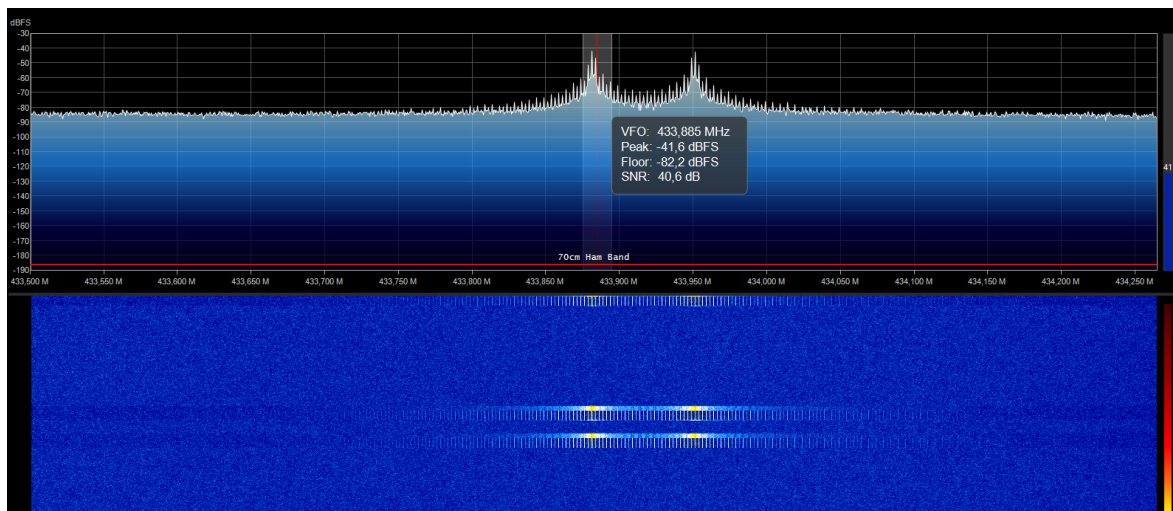 dBFS
-30
-40
-50
-60
-70
-80
-90
-100
-110
-120
-130
-140
-150
-160
-170
-180
-190
VFO: 433,885 MHz
Peak: -41,6 dBFS
Floor: -82,2 dBFS
SNR: 40,6 dB
41
70cm Ham Band
433,500 M 433,550 M 433,600 M 433,650 M 433,700 M 433,750 M 433,800 M 433,850 M 433,900 M 433,950 M 434,000 M 434,050 M 434,100 M 434,150 M 434,200 M 434,250 M